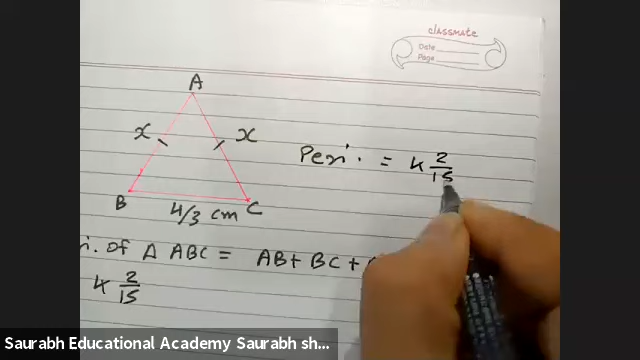 classmate
Date
Page
A
x x
Peri. = 4 2/15
B C
4/3 cm
i. of Δ ABC = AB + BC +
4 2/15
Saurabh Educational Academy Saurabh sh...